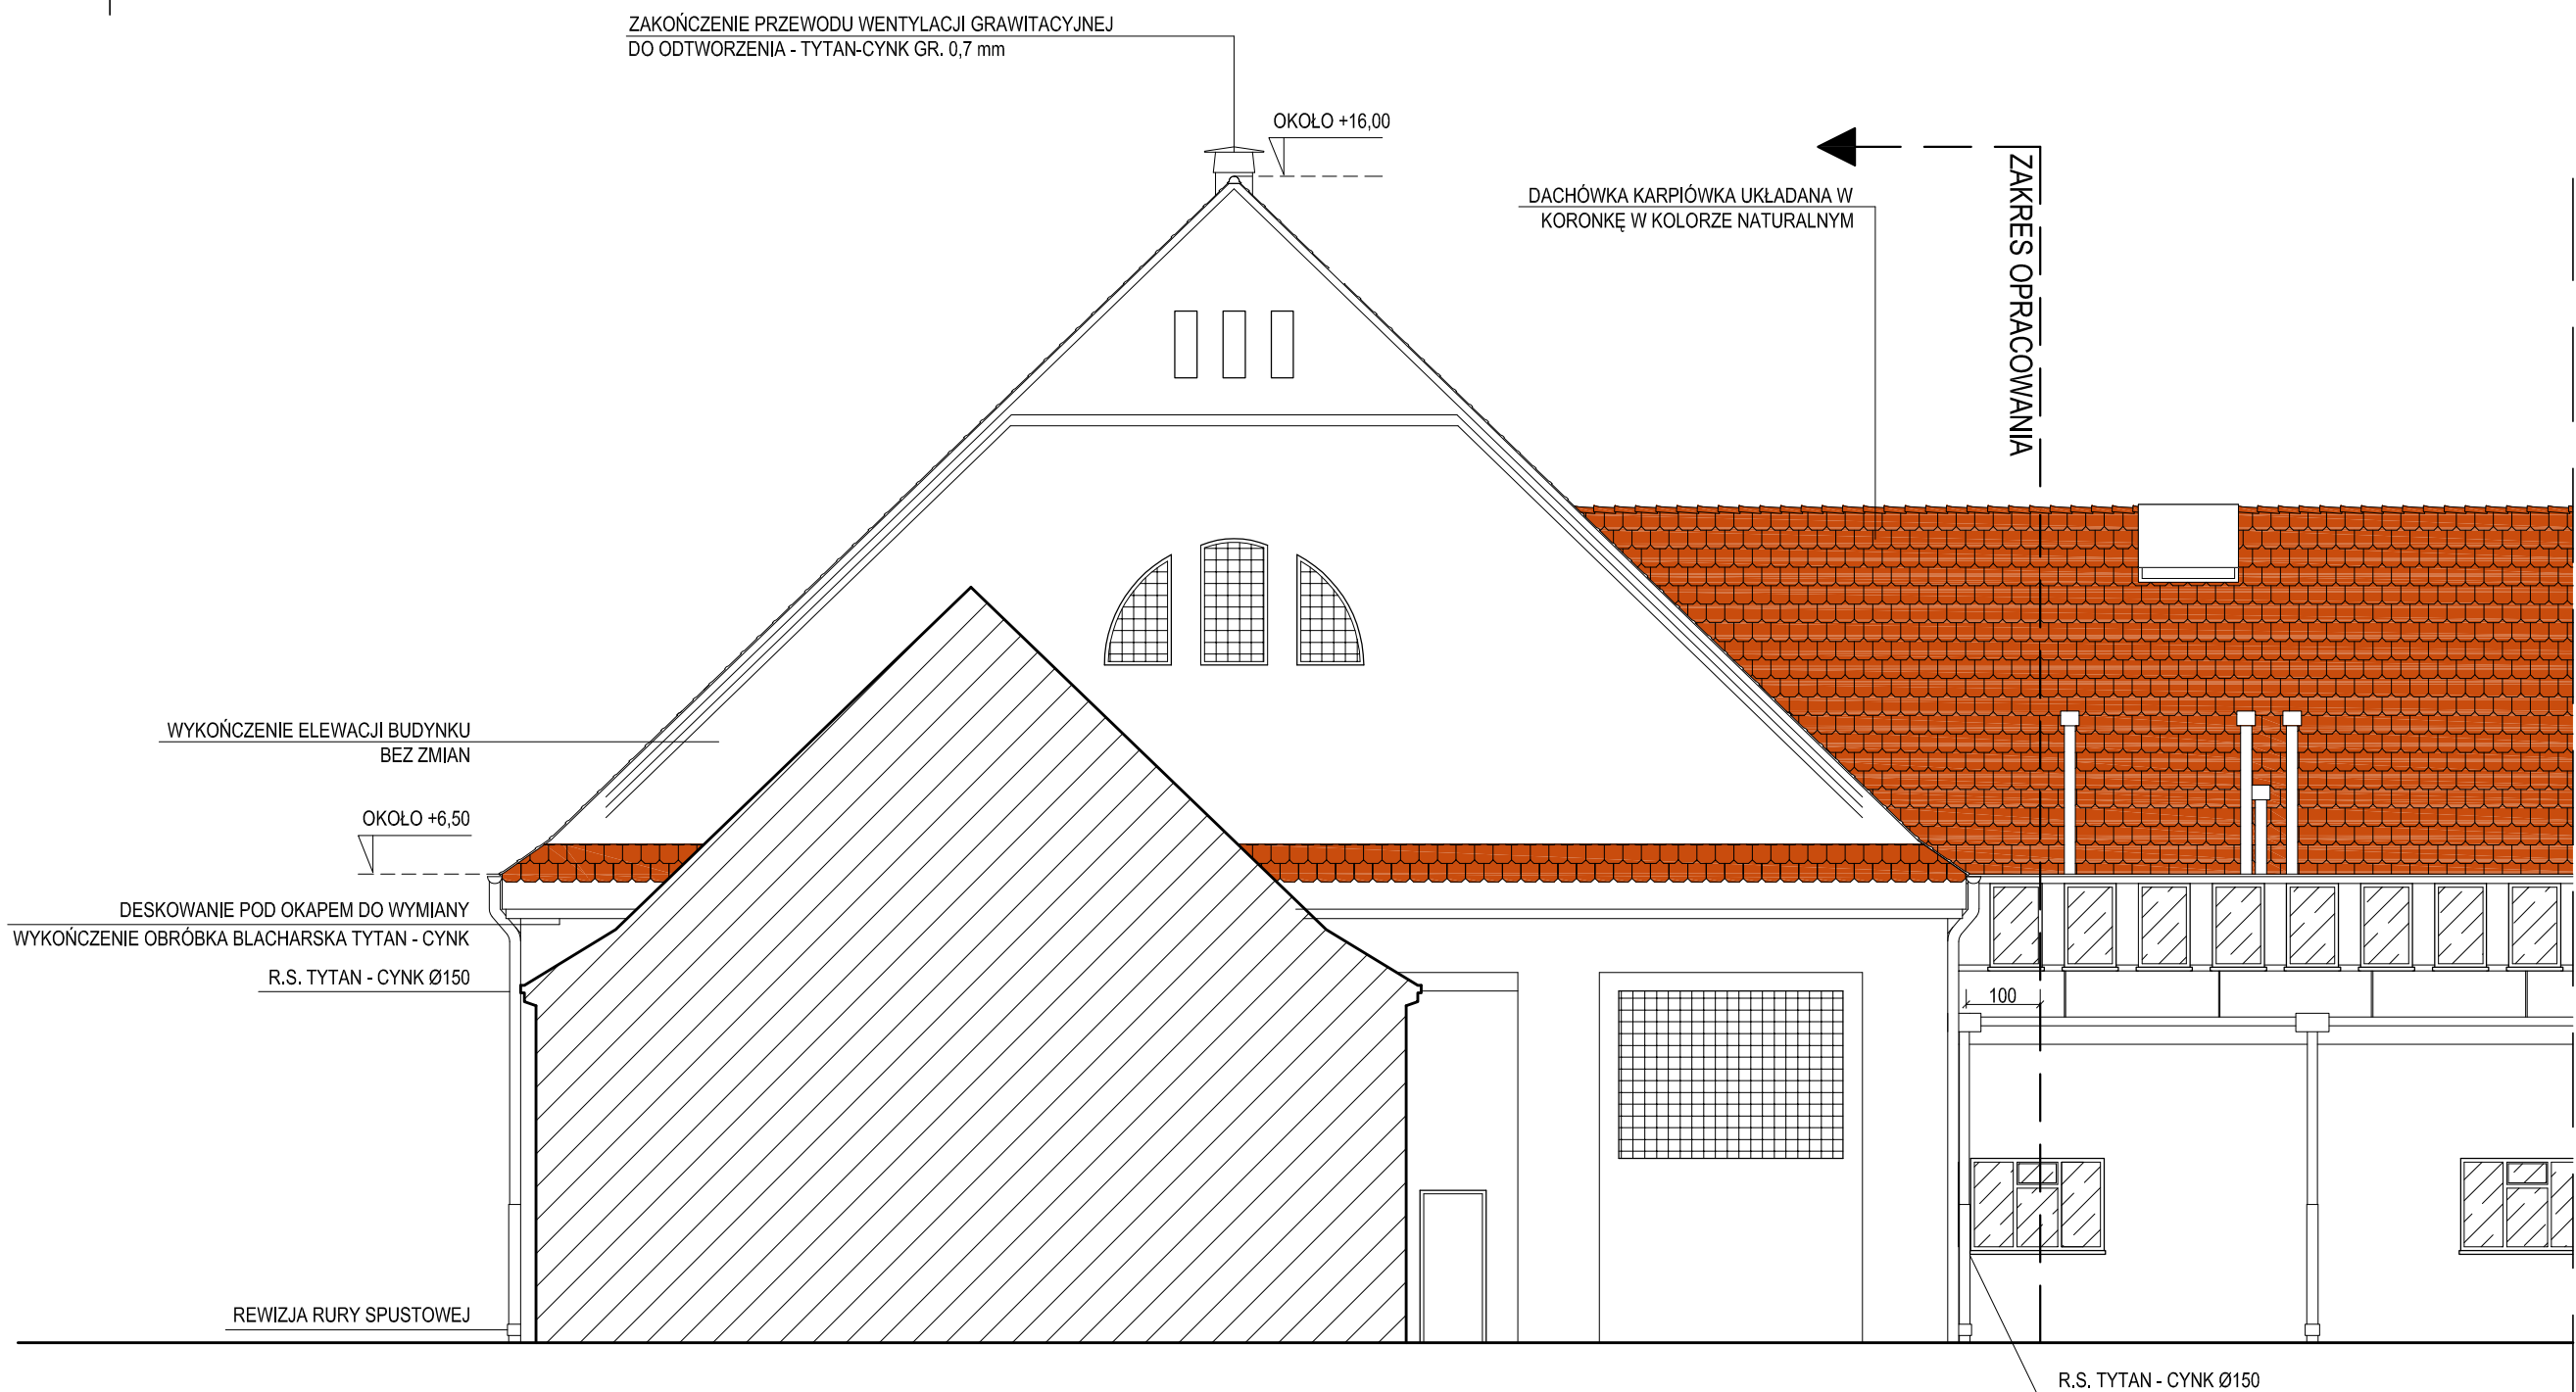 ZAKOŃCZENIE PRZEWODU WENTYLACJI GRAWITACYJNEJ
DO ODTWORZENIA - TYTAN-CYNK GR. 0,7 mm
OKOŁO +16,00
DACHÓWKA KARPIÓWKA UKŁADANA W
KORONKĘ W KOLORZE NATURALNYM
ZAKRES OPRACOWANIA
WYKOŃCZENIE ELEWACJI BUDYNKU
BEZ ZMIAN
OKOŁO +6,50
DESKOWANIE POD OKAPEM DO WYMIANY
WYKOŃCZENIE OBRÓBKA BLACHARSKA TYTAN - CYNK
R.S. TYTAN - CYNK Ø150
100
REWIZJA RURY SPUSTOWEJ
R.S. TYTAN - CYNK Ø150